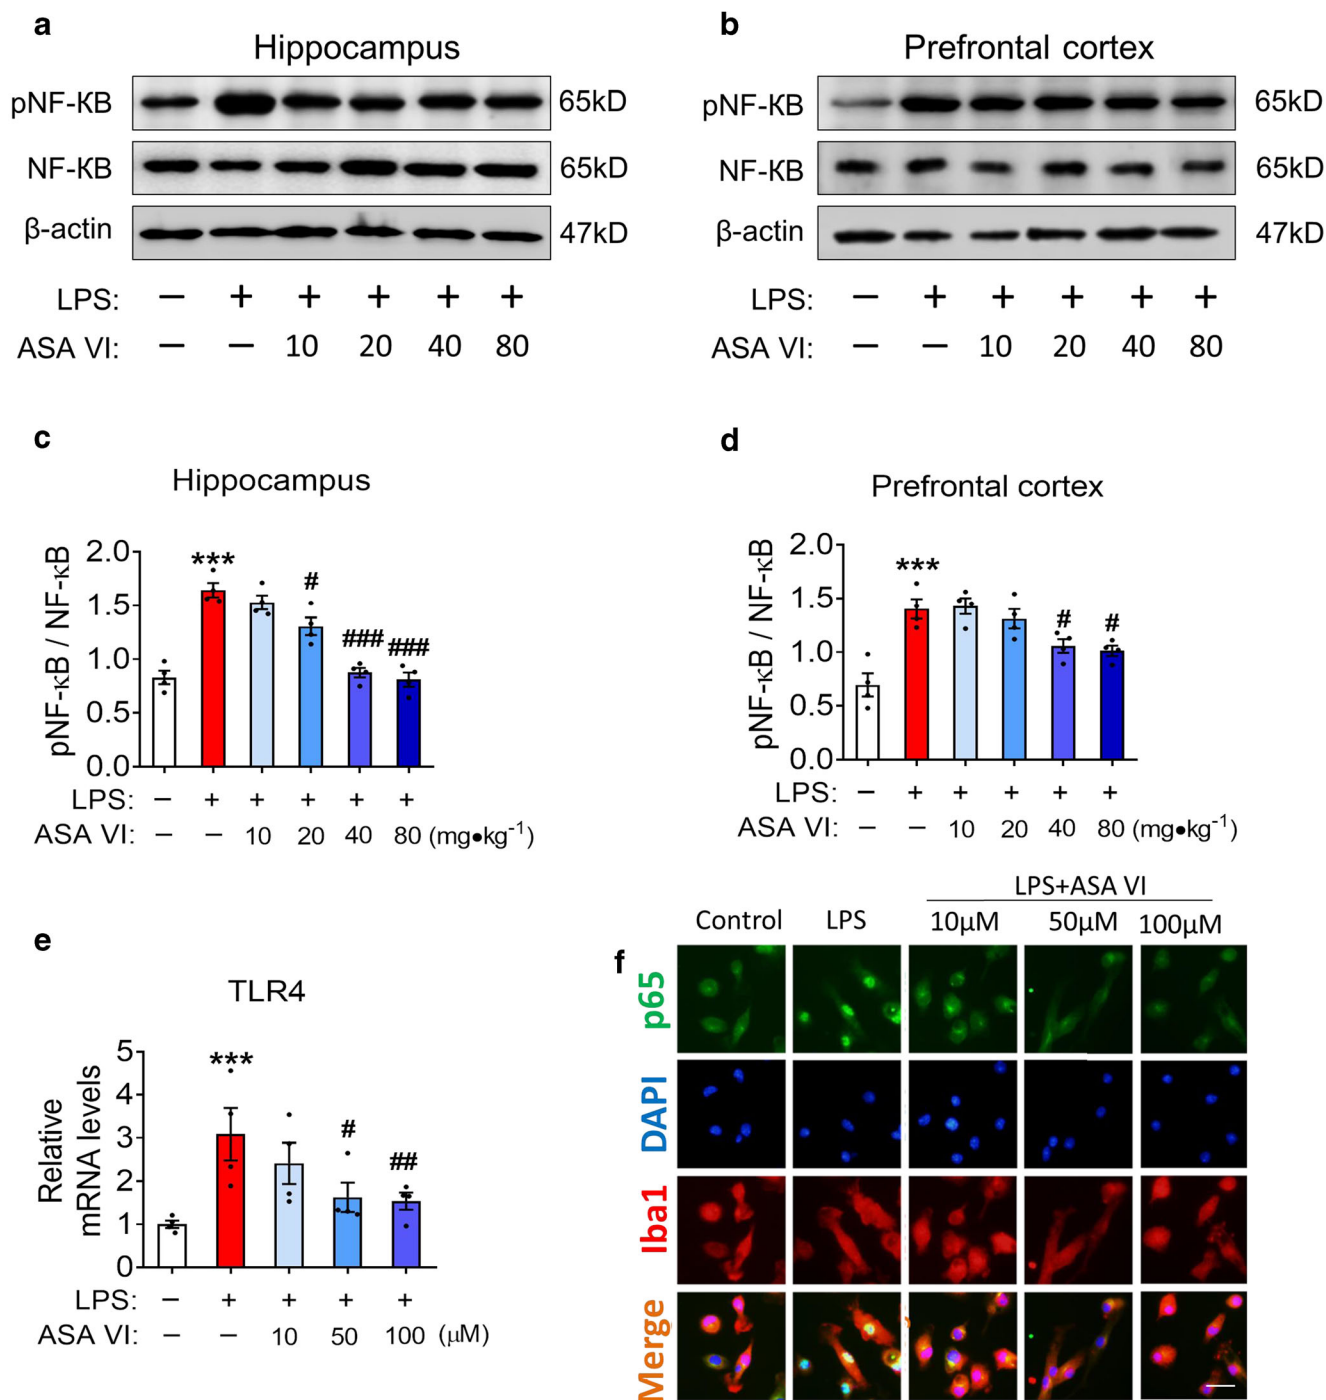 a
Hippocampus
pNF-KB 65kD
NF-KB 65kD
β-actin 47kD
LPS: — + + + + +
ASA VI: — — 10 20 40 80
b
Prefrontal cortex
pNF-KB 65kD
NF-KB 65kD
β-actin 47kD
LPS: — + + + + +
ASA VI: — — 10 20 40 80
c
Hippocampus
pNF-κB / NF-κB
2.0
1.5
1.0
0.5
0.0
*** # ### ###
LPS: – + + + + +
ASA VI: – – 10 20 40 80 (mg•kg⁻¹)
d
Prefrontal cortex
pNF-κB / NF-κB
2.0
1.5
1.0
0.5
0.0
*** # #
LPS: – + + + + +
ASA VI: – – 10 20 40 80 (mg•kg⁻¹)
e
TLR4
Relative
mRNA levels
5
4
3
2
1
0
*** # ##
LPS: – + + + +
ASA VI: – – 10 50 100 (μM)
f
LPS+ASA VI
Control LPS 10μM 50μM 100μM
p65
DAPI
Iba1
Merge